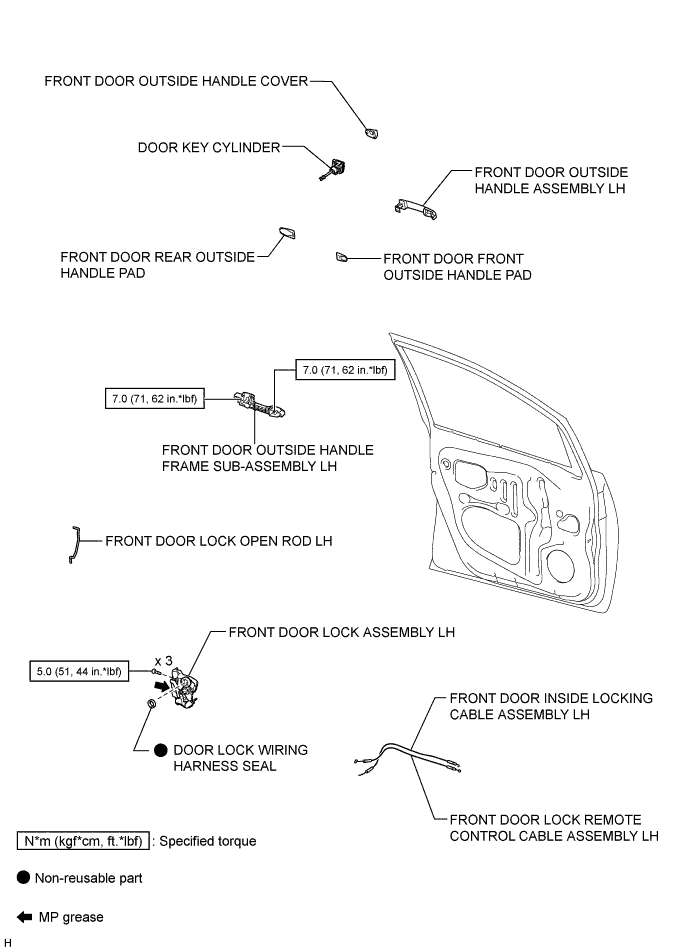 FRONT DOOR OUTSIDE HANDLE COVER
DOOR KEY CYLINDER
FRONT DOOR OUTSIDE
HANDLE ASSEMBLY LH
FRONT DOOR REAR OUTSIDE
HANDLE PAD
FRONT DOOR FRONT
OUTSIDE HANDLE PAD
7.0 (71, 62 in.*lbf)
7.0 (71, 62 in.*lbf)
FRONT DOOR OUTSIDE HANDLE
FRAME SUB-ASSEMBLY LH
FRONT DOOR LOCK OPEN ROD LH
FRONT DOOR LOCK ASSEMBLY LH
x 3
5.0 (51, 44 in.*lbf)
FRONT DOOR INSIDE LOCKING
CABLE ASSEMBLY LH
DOOR LOCK WIRING
HARNESS SEAL
FRONT DOOR LOCK REMOTE
CONTROL CABLE ASSEMBLY LH
N*m (kgf*cm, ft.*lbf) : Specified torque
Non-reusable part
MP grease
H